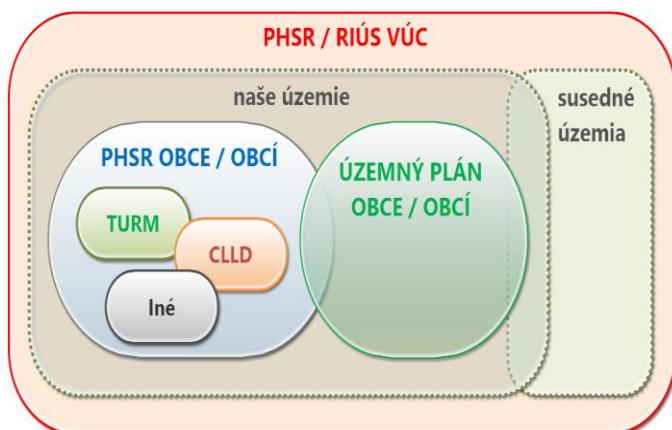 PHSR / RIÚS VÚC
naše územie
susedné
územia
PHSR OBCE / OBCÍ
ÚZEMNÝ PLÁN
OBCE / OBCÍ
TURM
CLLD
Iné